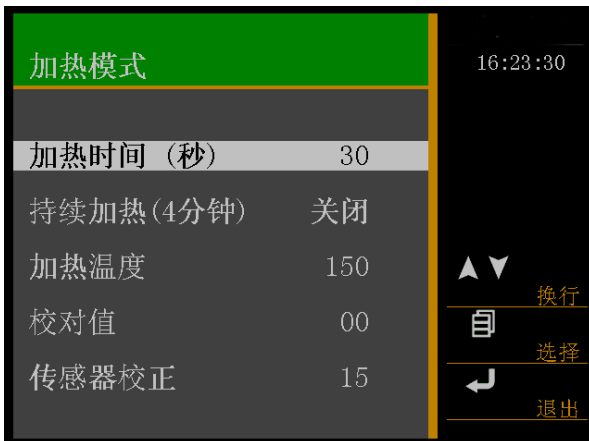 加热模式
16:23:30
加热时间 (秒) 30
持续加热(4分钟) 关闭
加热温度 150
校对值 00
传感器校正 15
换行
选择
退出